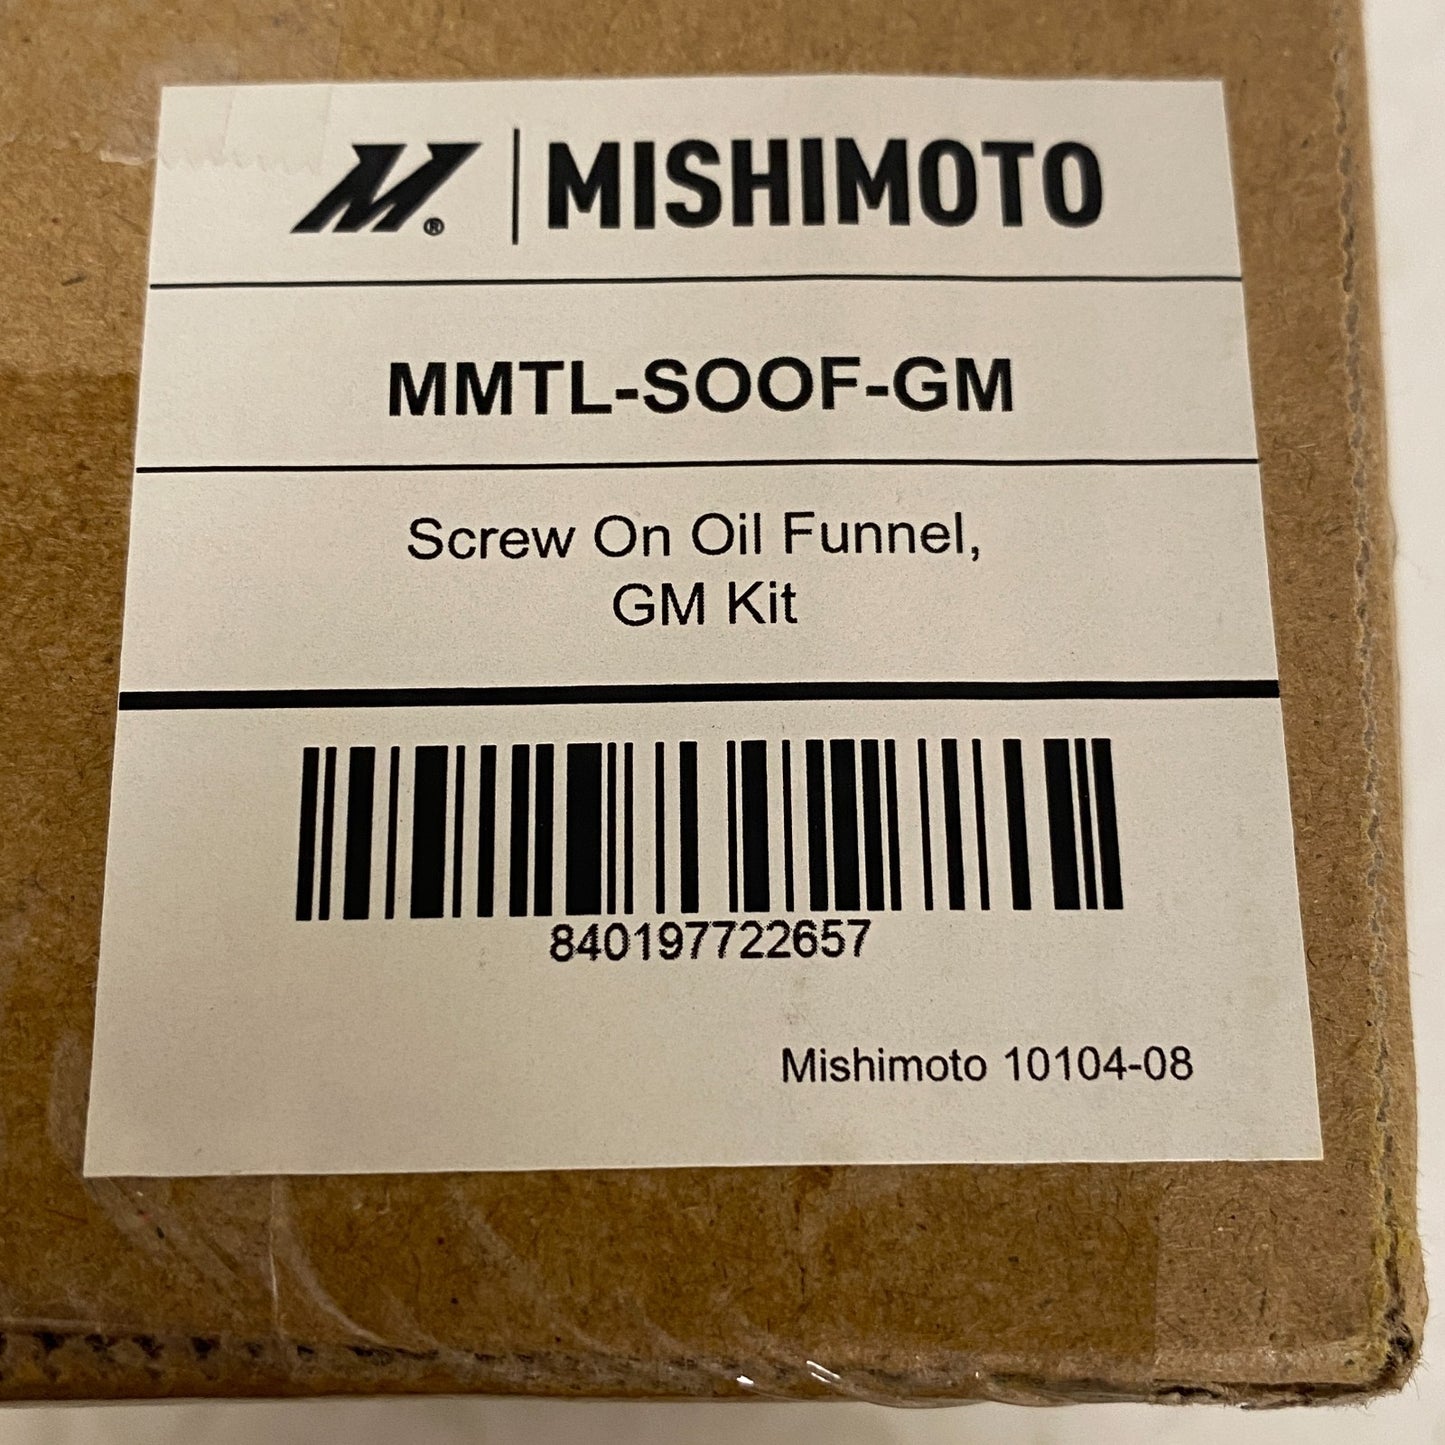 M® | MISHIMOTO
MMTL-SOOF-GM
Screw On Oil Funnel,
GM Kit
840197722657
Mishimoto 10104-08